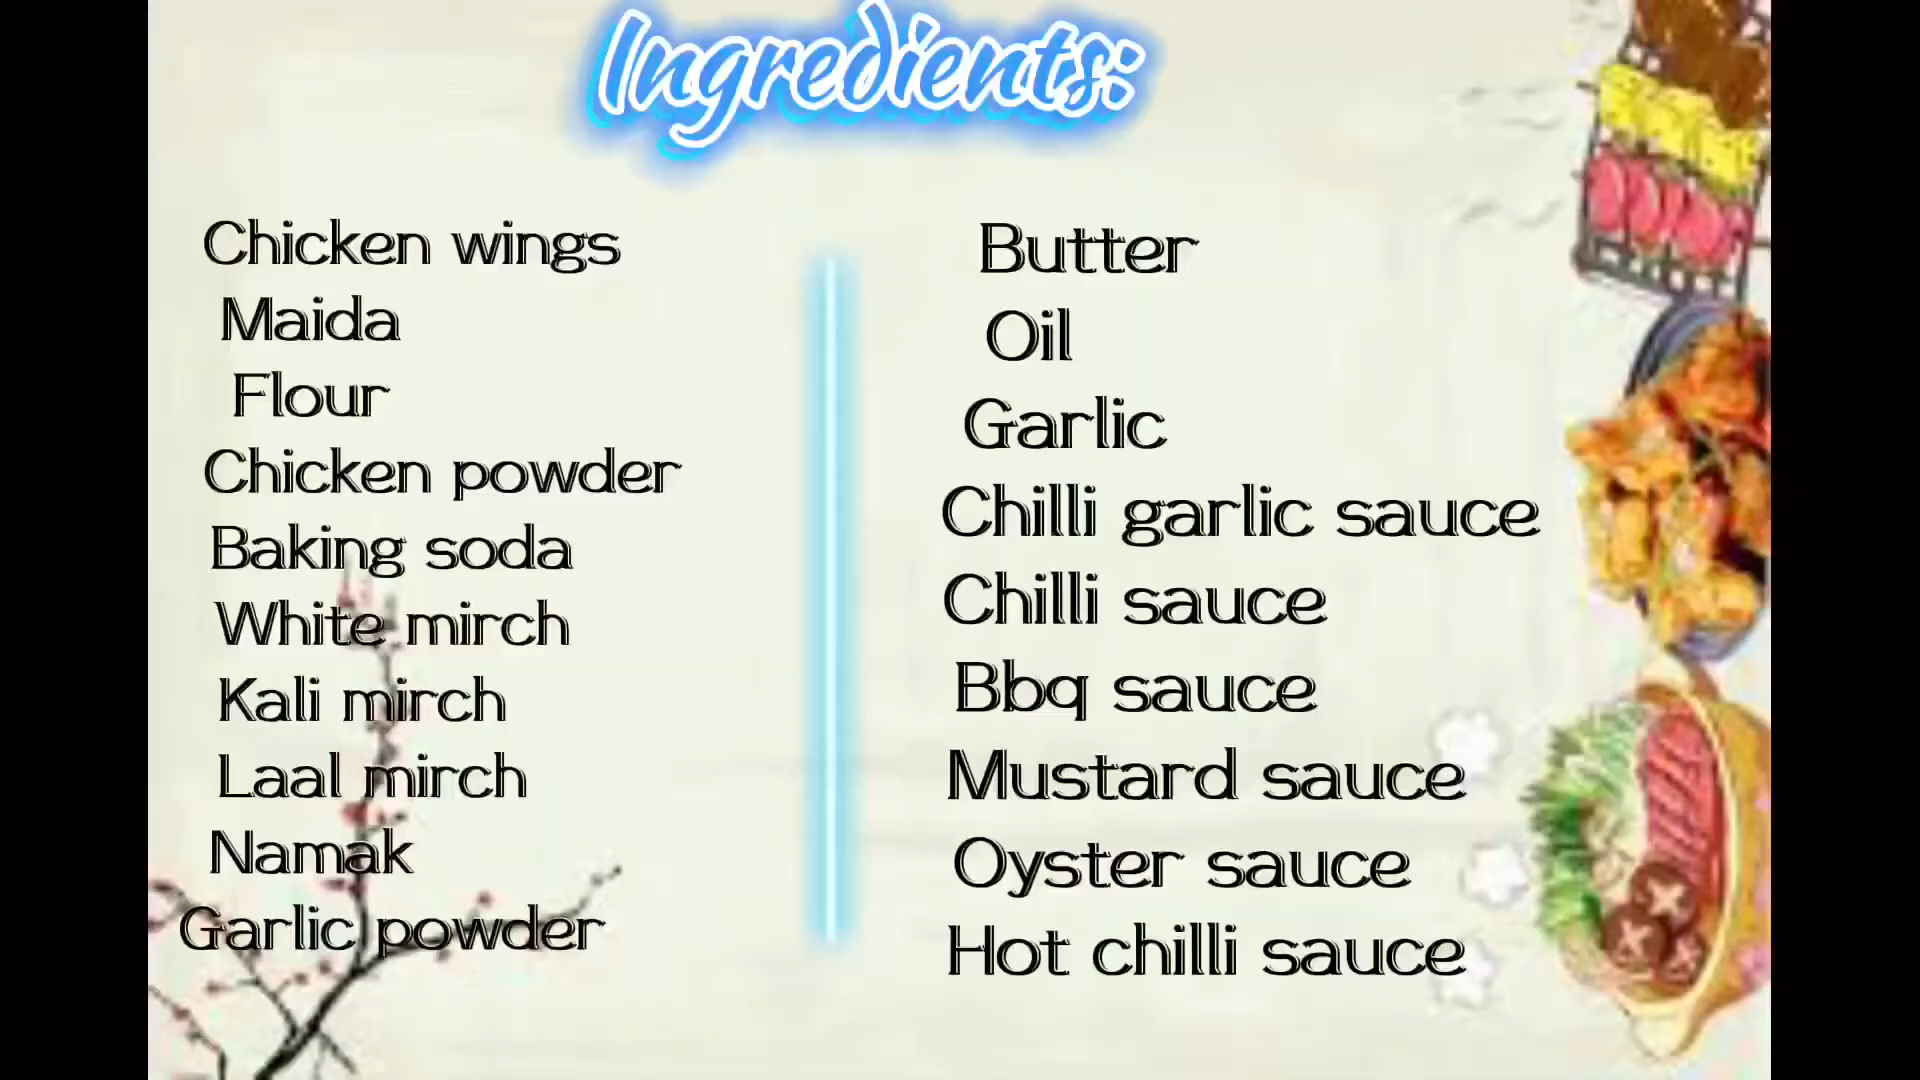 Ingredients:
Chicken wings
Maida
Flour
Chicken powder
Baking soda
White mirch
Kali mirch
Laal mirch
Namak
Garlic powder
Butter
Oil
Garlic
Chilli garlic sauce
Chilli sauce
Bbq sauce
Mustard sauce
Oyster sauce
Hot chilli sauce